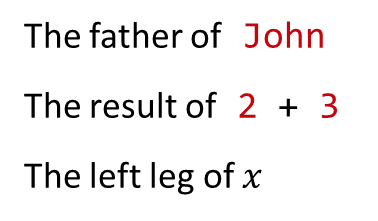 The father of John
The result of 2 + 3
The left leg of x